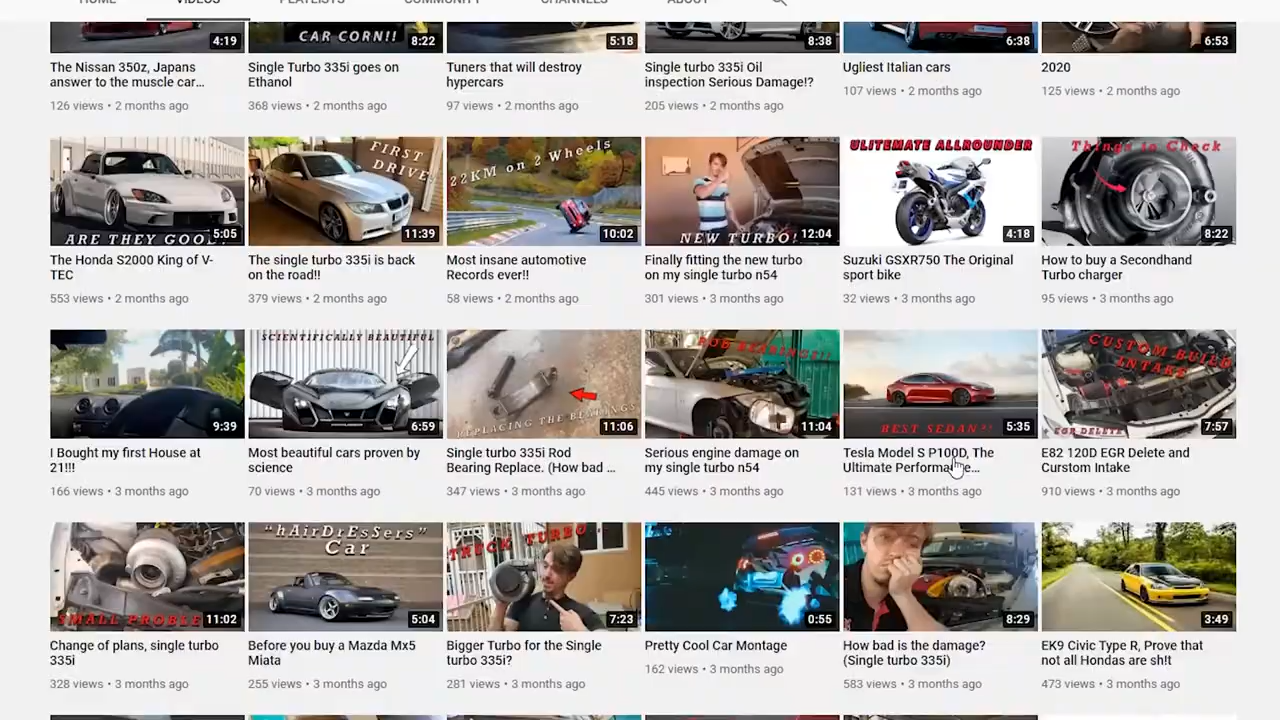 HOME VIDEOS PLAYLISTS COMMUNITY CHANNELS ABOUT
4:19
CAR CORN!!
8:22
5:18
8:38
6:38
6:53
The Nissan 350z, Japans
answer to the muscle car...
126 views • 2 months ago
Single Turbo 335i goes on
Ethanol
368 views • 2 months ago
Tuners that will destroy
hypercars
97 views • 2 months ago
Single turbo 335i Oil
inspection Serious Damage!?
205 views • 2 months ago
Ugliest Italian cars
107 views • 2 months ago
2020
125 views • 2 months ago
ARE THEY GOOD?
5:05
FIRST
DRIVE!
11:39
22KM on 2 Wheels
10:02
NEW TURBO!
12:04
ULITEMATE ALLROUNDER
4:18
Things to Check
8:22
The Honda S2000 King of V-
TEC
553 views • 2 months ago
The single turbo 335i is back
on the road!!
379 views • 2 months ago
Most insane automotive
Records ever!!
58 views • 2 months ago
Finally fitting the new turbo
on my single turbo n54
301 views • 3 months ago
Suzuki GSXR750 The Original
sport bike
32 views • 3 months ago
How to buy a Secondhand
Turbo charger
95 views • 3 months ago
9:39
SCIENTIFICALLY BEAUTIFUL
6:59
REPLACING THE BEARINGS
11:06
ROD BEARINGS!!!
11:04
BEST SEDAN?!
5:35
CUSTOM BUILD
INTAKE
+ EGR DELETE
7:57
I Bought my first House at
21!!!
166 views • 3 months ago
Most beautiful cars proven by
science
70 views • 3 months ago
Single turbo 335i Rod
Bearing Replace. (How bad ...
347 views • 3 months ago
Serious engine damage on
my single turbo n54
445 views • 3 months ago
Tesla Model S P100D, The
Ultimate Performance...
131 views • 3 months ago
E82 120D EGR Delete and
Curstom Intake
910 views • 3 months ago
SMALL PROBLE
11:02
"hAirDrEsSers"
Car
5:04
TRUCK TURBO
7:23
0:55
8:29
3:49
Change of plans, single turbo
335i
328 views • 3 months ago
Before you buy a Mazda Mx5
Miata
255 views • 3 months ago
Bigger Turbo for the Single
turbo 335i?
281 views • 3 months ago
Pretty Cool Car Montage
162 views • 3 months ago
How bad is the damage?
(Single turbo 335i)
583 views • 3 months ago
EK9 Civic Type R, Prove that
not all Hondas are sh!t
473 views • 3 months ago